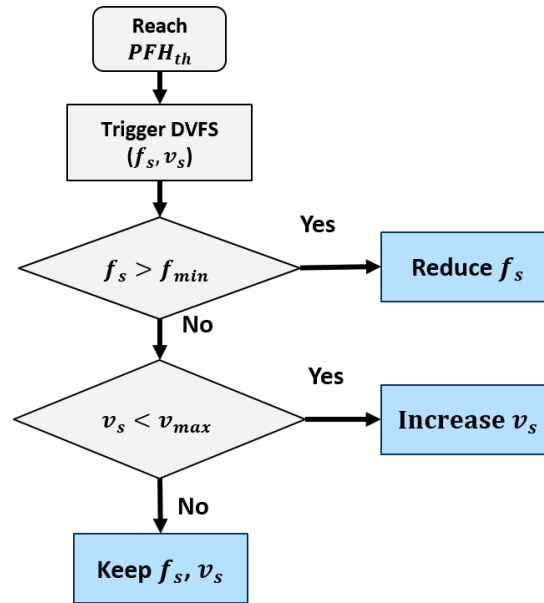 Reach
PFH_th
Trigger DVFS
(f_s, v_s)
Yes
f_s > f_min
Reduce f_s
No
Yes
v_s < v_max
Increase v_s
No
Keep f_s, v_s